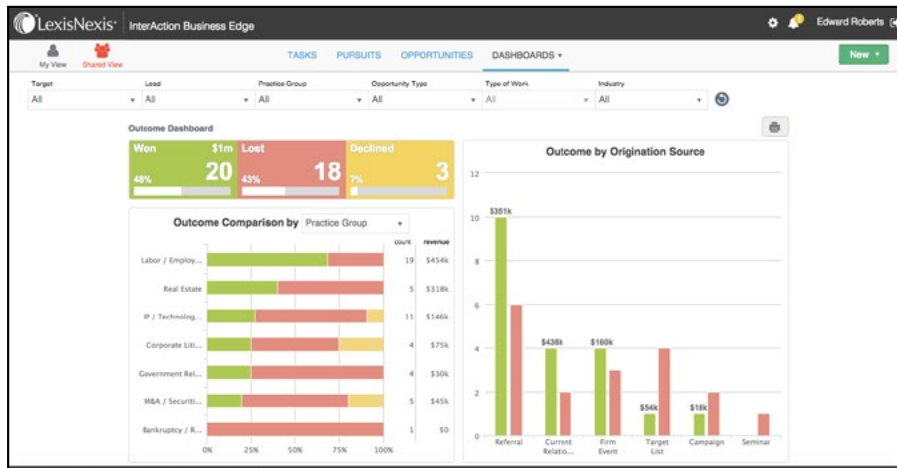 LexisNexis® InterAction Business Edge
Edward Roberts
My View Shared View TASKS PURSUITS OPPORTUNITIES DASHBOARDS New
Target Lead Practice Group Opportunity Type Type of Work Industry
All All All All All All
Outcome Dashboard
Won $1m Lost Declined
48% 20 43% 18 7% 3
Outcome Comparison by Practice Group
count revenue
Labor / Employ... 19 $454k
Real Estate 5 $318k
IP / Technolog... 11 $146k
Corporate Liti... 4 $75k
Government Rel... 4 $30k
M&A / Securiti... 5 $45k
Bankruptcy / R... 1 $0
0% 25% 50% 75% 100%
Outcome by Origination Source
12
10
8
6
4
2
0
$351k
$438k
$160k
$54k
$18k
Referral Current Relatio... Firm Event Target List Campaign Seminar